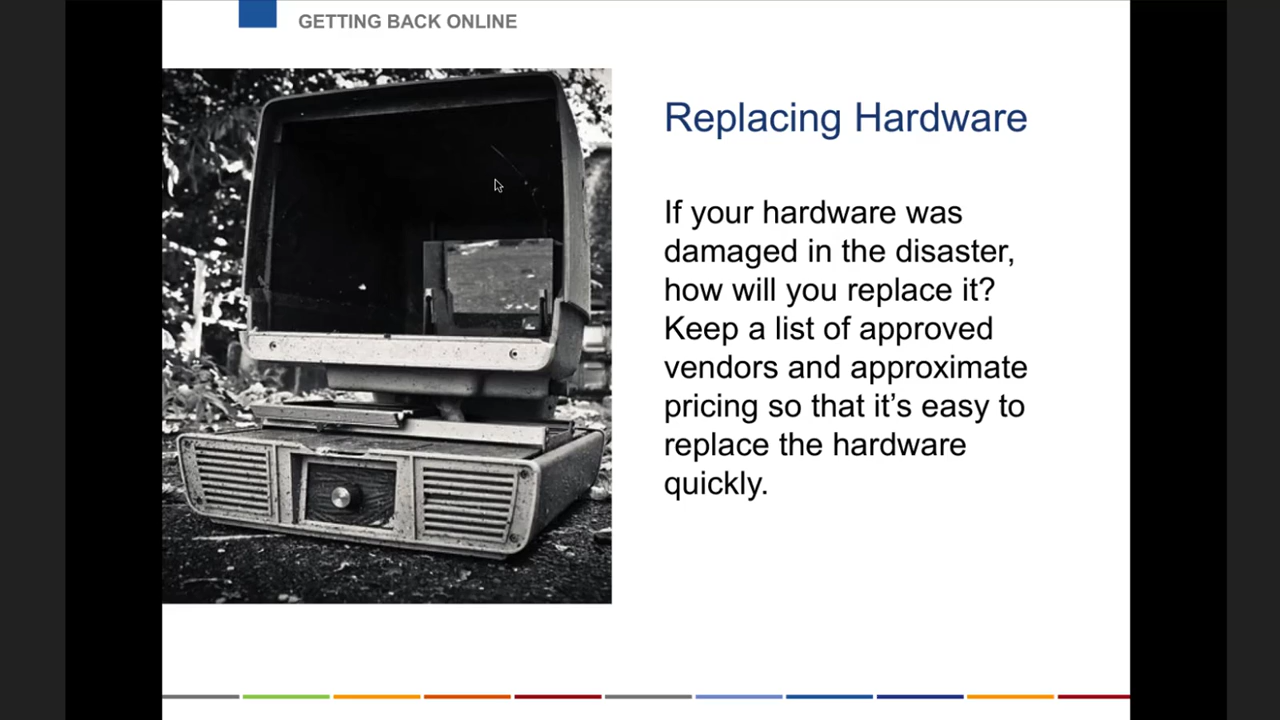 GETTING BACK ONLINE
Replacing Hardware
If your hardware was
damaged in the disaster,
how will you replace it?
Keep a list of approved
vendors and approximate
pricing so that it’s easy to
replace the hardware
quickly.